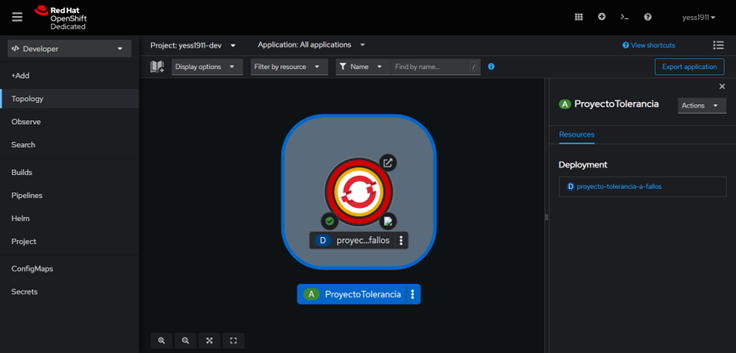 Red Hat
OpenShift
Dedicated
yess1911
</> Developer
Project: yess1911-dev
Application: All applications
View shortcuts
Display options
Filter by resource
Name
Find by name...
/
Export application
+Add
Topology
Observe
Search
Builds
Pipelines
Helm
Project
ConfigMaps
Secrets
D proyec...fallos
A ProyectoTolerancia
A ProyectoTolerancia
Actions
Resources
Deployment
D proyecto-tolerancia-a-fallos